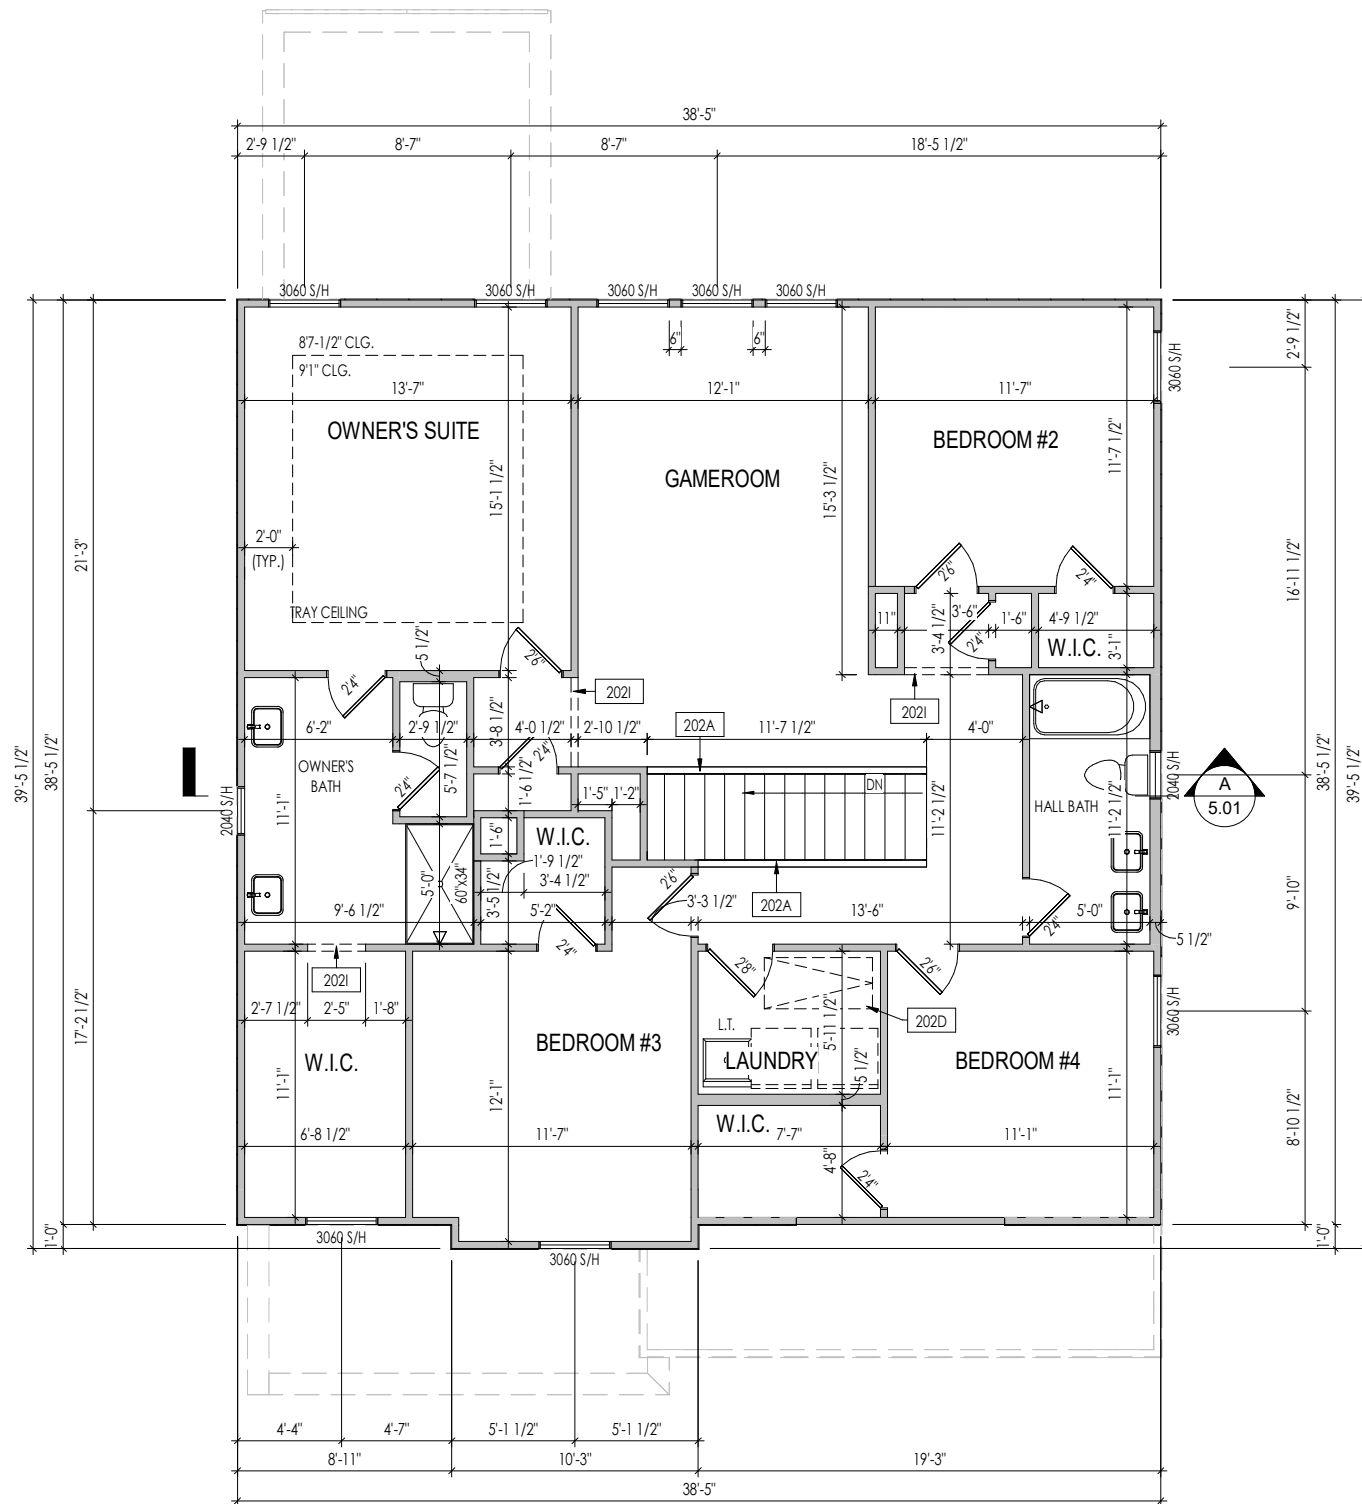 38'-5"
2'-9 1/2"
8'-7"
8'-7"
18'-5 1/2"
3060 S/H
3060 S/H
3060 S/H
3060 S/H
3060 S/H
8'7-1/2" CLG.
9'1" CLG.
6"
6"
2'-9 1/2"
3060 S/H
13'-7"
12'-1"
11'-7"
OWNER'S SUITE
BEDROOM #2
GAMEROOM
15'-1 1/2"
15'-3 1/2"
11'-7 1/2"
2'-0"
(TYP.)
21'-3"
16'-11 1/2"
TRAY CEILING
5 1/2"
2'6"
2'6"
2'4"
11"
3'-4 1/2"
3'-6"
2'4"
1'-6"
4'-9 1/2"
3'-1"
W.I.C.
2'4"
202I
202I
6'-2"
2'-9 1/2"
3'-8 1/2"
4'-0 1/2"
2'-10 1/2"
202A
11'-7 1/2"
4'-0"
39'-5 1/2"
38'-5 1/2"
38'-5 1/2"
39'-5 1/2"
OWNER'S
BATH
2'4"
5'-7 1/2"
2'4"
1'-6 1/2"
1'-5"
1'-2"
DN
2040 S/H
2040 S/H
A
5.01
HALL BATH
11'-1"
11'-2 1/2"
11'-2 1/2"
1'-6"
W.I.C.
1'-9 1/2"
3'-4 1/2"
3'-5 1/2"
5'-0"
60"x34"
2'6"
3'-3 1/2"
202A
9'-6 1/2"
5'-2"
13'-6"
5'-0"
9'-10"
5 1/2"
2'4"
2'4"
202I
2'8"
2'6"
2'-7 1/2"
2'-5"
1'-8"
17'-2 1/2"
L.T.
5'-11 1/2"
202D
3060 S/H
BEDROOM #3
LAUNDRY
BEDROOM #4
W.I.C.
5 1/2"
11'-1"
12'-1"
11'-1"
W.I.C.
6'-8 1/2"
11'-7"
7'-7"
11'-1"
8'-10 1/2"
4'-8"
2'4"
1'-0"
3060 S/H
3060 S/H
1'-0"
4'-4"
4'-7"
5'-1 1/2"
5'-1 1/2"
8'-11"
10'-3"
19'-3"
38'-5"